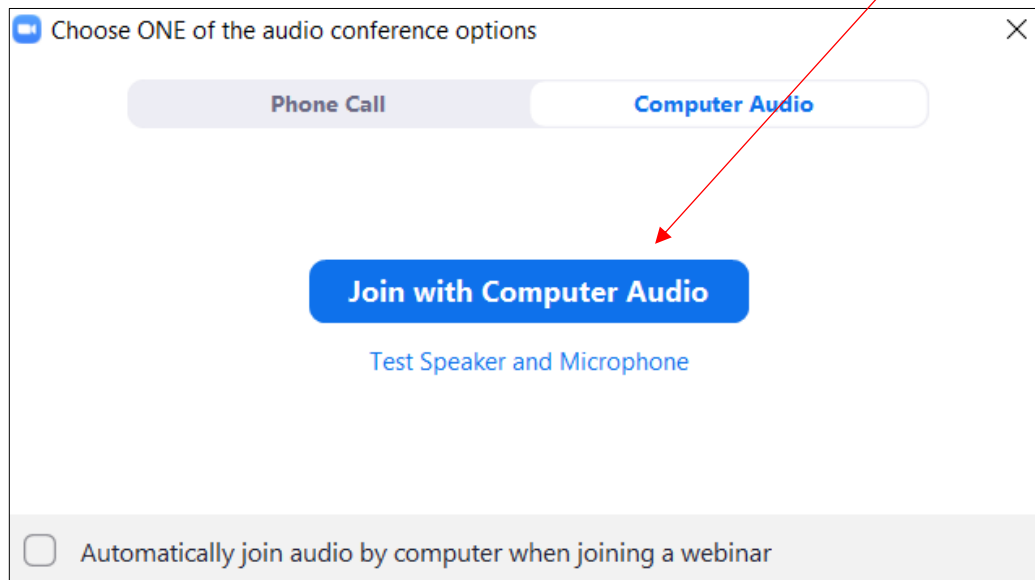 Choose ONE of the audio conference options
Phone Call
Computer Audio
Join with Computer Audio
Test Speaker and Microphone
Automatically join audio by computer when joining a webinar